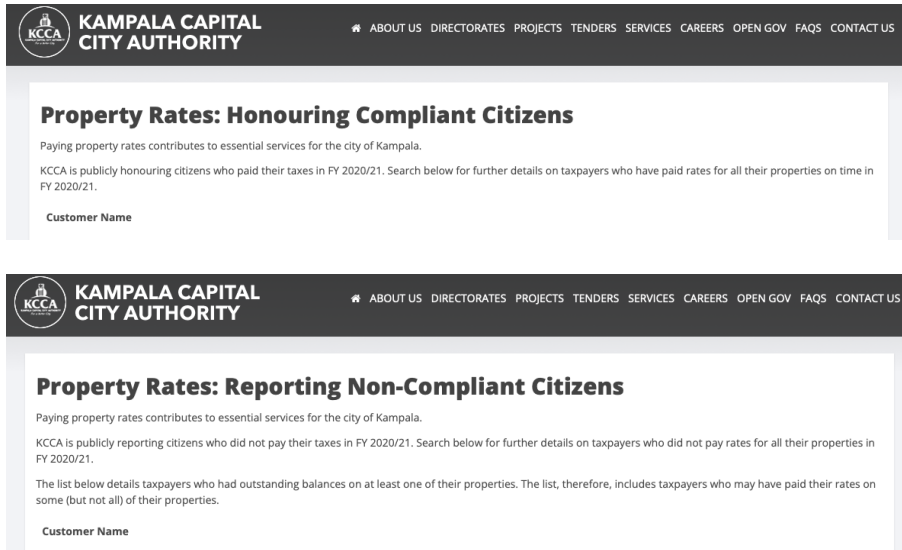 KCCA
KAMPALA CAPITAL
CITY AUTHORITY
ABOUT US DIRECTORATES PROJECTS TENDERS SERVICES CAREERS OPEN GOV FAQS CONTACT US
Property Rates: Honouring Compliant Citizens
Paying property rates contributes to essential services for the city of Kampala.
KCCA is publicly honouring citizens who paid their taxes in FY 2020/21. Search below for further details on taxpayers who have paid rates for all their properties on time in
FY 2020/21.
Customer Name
KCCA
KAMPALA CAPITAL
CITY AUTHORITY
ABOUT US DIRECTORATES PROJECTS TENDERS SERVICES CAREERS OPEN GOV FAQS CONTACT US
Property Rates: Reporting Non-Compliant Citizens
Paying property rates contributes to essential services for the city of Kampala.
KCCA is publicly reporting citizens who did not pay their taxes in FY 2020/21. Search below for further details on taxpayers who did not pay rates for all their properties in
FY 2020/21.
The list below details taxpayers who had outstanding balances on at least one of their properties. The list, therefore, includes taxpayers who may have paid their rates on
some (but not all) of their properties.
Customer Name